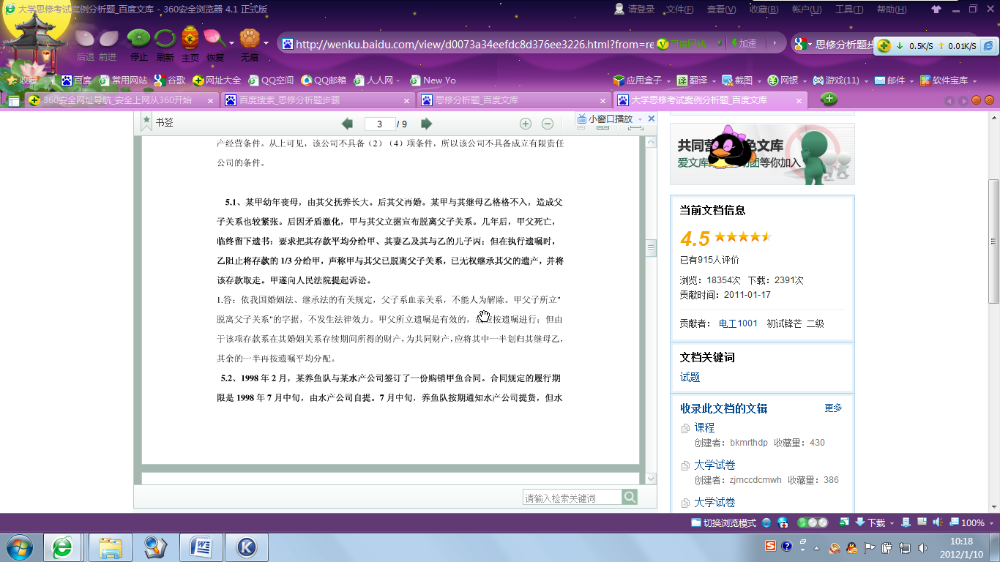 大学思修考试案例分析题_百度文库 - 360安全浏览器 4.1 正式版
请登录 文件(F) 查看(V) 收藏(B) 帐户(U) 工具(T) 帮助(H)
后退 前进 停止 刷新 主页 恢复 无痕
http://wenku.baidu.com/view/d0073a34eefdc8d376ee3226.html?from=re 可信网站 加速 思修分析题步 0.5K/S 0.01K/S
收藏 百度 常用网站 谷歌 网址大全 QQ空间 QQ邮箱 人人网 - New Yo 应用盒子 翻译 截图 网银 游戏(11) 邮件 软件宝库
360安全网址导航_安全上网从360开始 百度搜索_思修分析题步骤 思修分析题_百度文库 大学思修考试案例分析题_百度文库
书签 3 / 9 小窗口播放
产经营条件。从上可见，该公司不具备（2）（4）项条件，所以该公司不具备成立有限责任
公司的条件。
5.1、某甲幼年丧母，由其父抚养长大。后其父再婚。某甲与其继母乙格格不入，造成父
子关系也较紧张。后因矛盾激化，甲与其父立据宣布脱离父子关系。几年后，甲父死亡，
临终留下遗书：要求把其存款平均分给甲、其妻乙及其与乙的儿子丙；但在执行遗嘱时，
乙阻止将存款的 1/3 分给甲，声称甲与其父已脱离父子关系，已无权继承其父的遗产，并将
该存款取走。甲遂向人民法院提起诉讼。
1.答：依我国婚姻法、继承法的有关规定，父子系血亲关系，不能人为解除。甲父子所立"
脱离父子关系"的字据，不发生法律效力。甲父所立遗嘱是有效的，应按遗嘱进行；但由
于该项存款系在其婚姻关系存续期间所得的财产，为共同财产，应将其中一半划归其继母乙，
其余的一半再按遗嘱平均分配。
5.2、1998 年 2 月，某养鱼队与某水产公司签订了一份购销甲鱼合同。合同规定的履行期
限是 1998 年 7 月中旬，由水产公司自提。7 月中旬，养鱼队按期通知水产公司提货，但水
请输入检索关键词
共同营 色文库
爱文库 团等你加入
当前文档信息
4.5
已有915人评价
浏览：18354次 下载：2391次
贡献时间：2011-01-17
贡献者： 电工1001 初试锋芒 二级
文档关键词
试题
收录此文档的文辑 更多
课程
创建者：bkmrthdp 收藏量：430
大学试卷
创建者：zjmccdcmwh 收藏量：386
大学试卷
切换浏览模式 下载 100%
10:18
2012/1/10